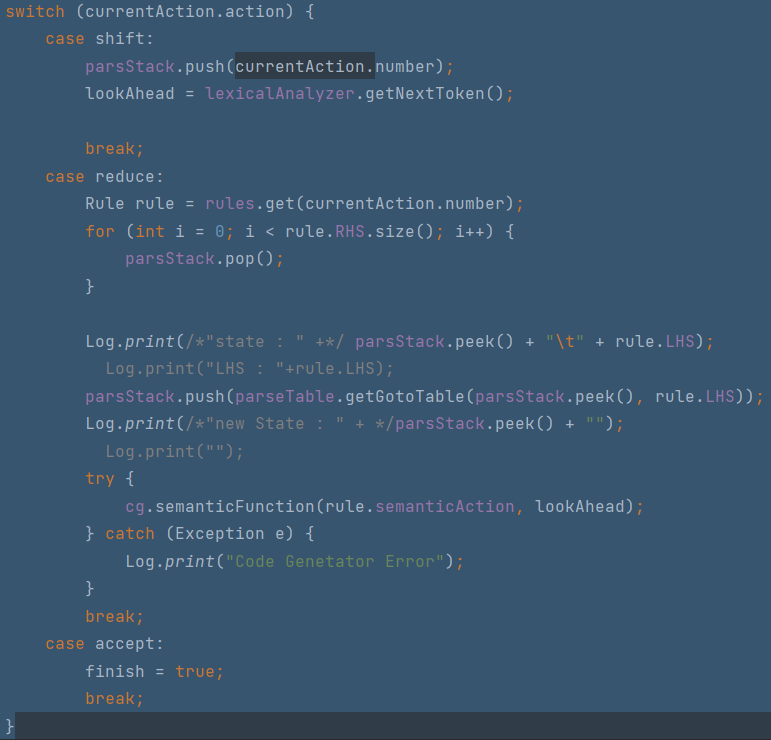 switch (currentAction.action) {
    case shift:
        parsStack.push(currentAction.number);
        lookAhead = lexicalAnalyzer.getNextToken();

        break;
    case reduce:
        Rule rule = rules.get(currentAction.number);
        for (int i = 0; i < rule.RHS.size(); i++) {
            parsStack.pop();
        }

        Log.print(/*"state : " +*/ parsStack.peek() + "\t" + rule.LHS);
          Log.print("LHS : "+rule.LHS);
        parsStack.push(parseTable.getGotoTable(parsStack.peek(), rule.LHS));
        Log.print(/*"new State : " + */parsStack.peek() + "");
          Log.print("");
        try {
            cg.semanticFunction(rule.semanticAction, lookAhead);
        } catch (Exception e) {
            Log.print("Code Genetator Error");
        }
        break;
    case accept:
        finish = true;
        break;
}